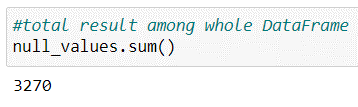 #total result among whole DataFrame
null_values.sum()
3270